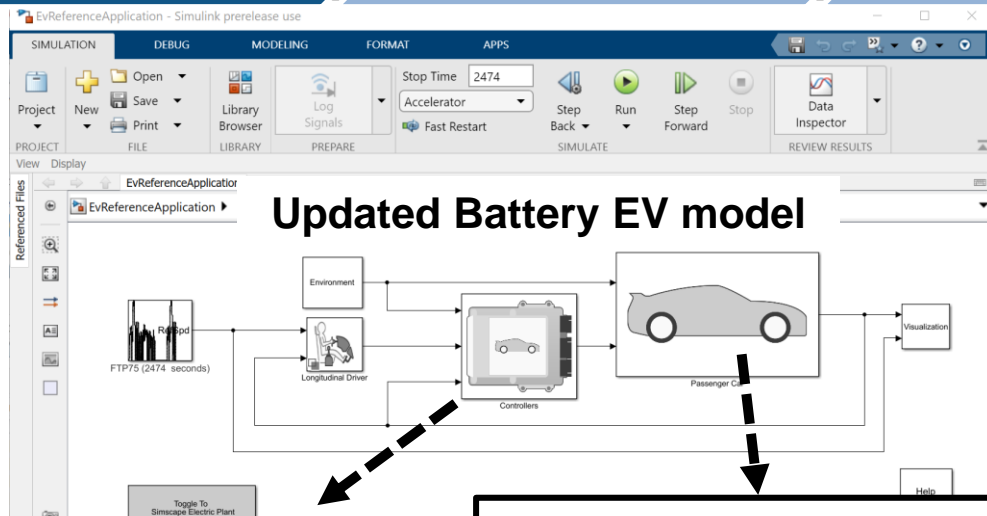 EvReferenceApplication - Simulink prerelease use
SIMULATION DEBUG MODELING FORMAT APPS
Project New Open Save Print Library Browser Log Signals Stop Time 2474 Accelerator Fast Restart Step Back Run Step Forward Stop Data Inspector
PROJECT FILE LIBRARY PREPARE SIMULATE REVIEW RESULTS
View Display
Referenced Files
EvReferenceApplication
EvReferenceApplication
Updated Battery EV model
Environment
RefSpd
FTP75 (2474 seconds)
Longitudinal Driver
Controllers
Passenger Car
Visualization
Toggle To
Simscape Electric Plant
Help